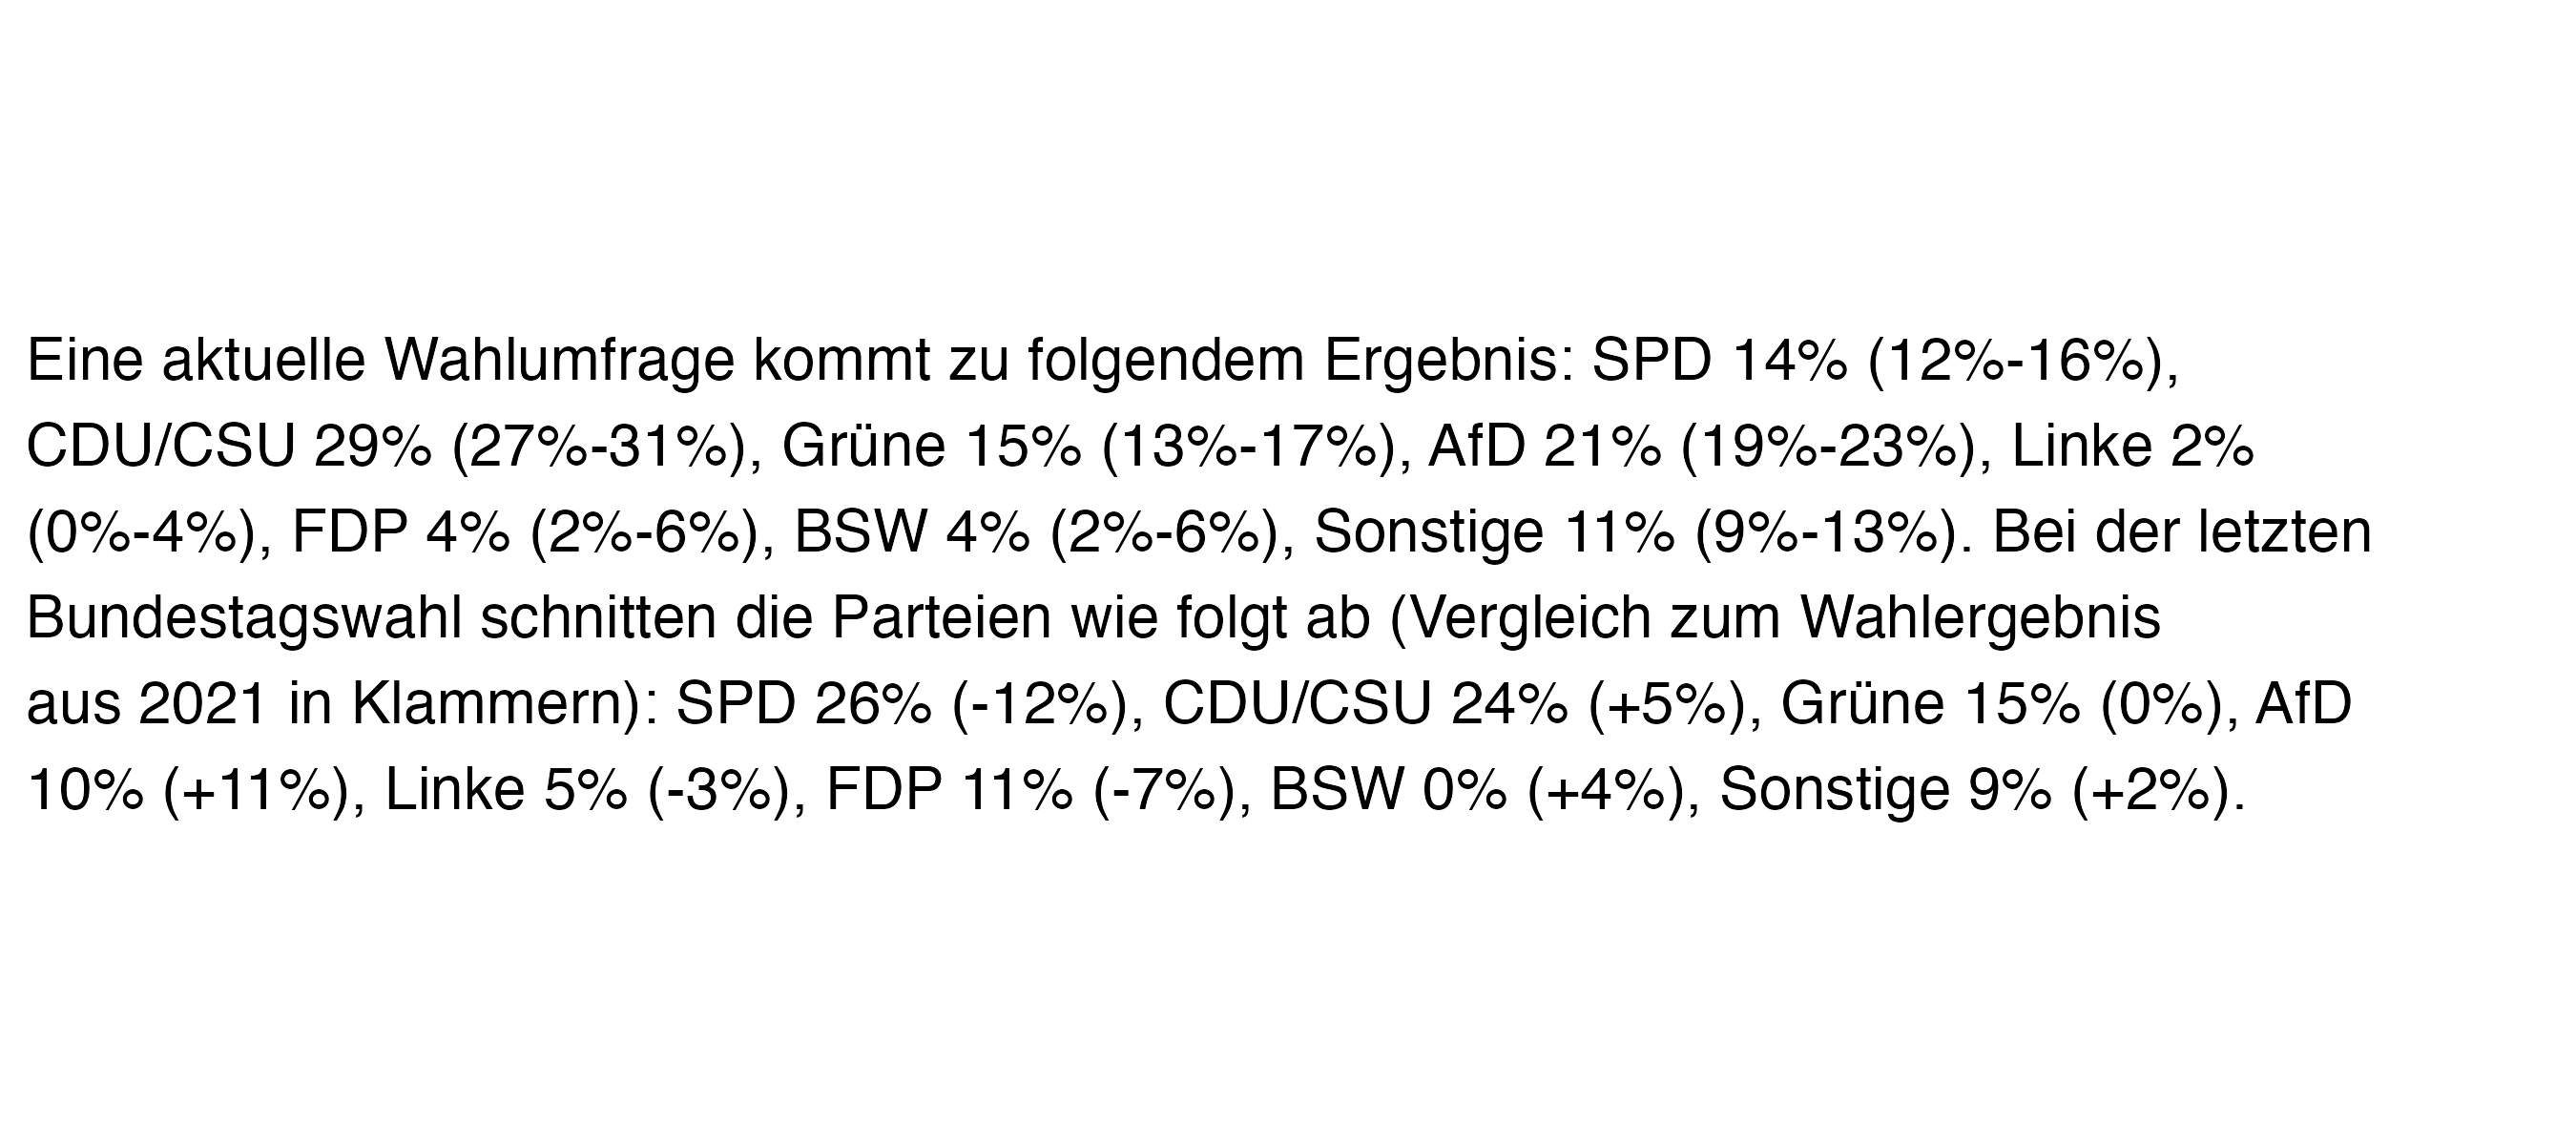 Eine aktuelle Wahlumfrage kommt zu folgendem Ergebnis: SPD 14% (12%-16%),
CDU/CSU 29% (27%-31%), Grüne 15% (13%-17%), AfD 21% (19%-23%), Linke 2%
(0%-4%), FDP 4% (2%-6%), BSW 4% (2%-6%), Sonstige 11% (9%-13%). Bei der letzten
Bundestagswahl schnitten die Parteien wie folgt ab (Vergleich zum Wahlergebnis
aus 2021 in Klammern): SPD 26% (-12%), CDU/CSU 24% (+5%), Grüne 15% (0%), AfD
10% (+11%), Linke 5% (-3%), FDP 11% (-7%), BSW 0% (+4%), Sonstige 9% (+2%).